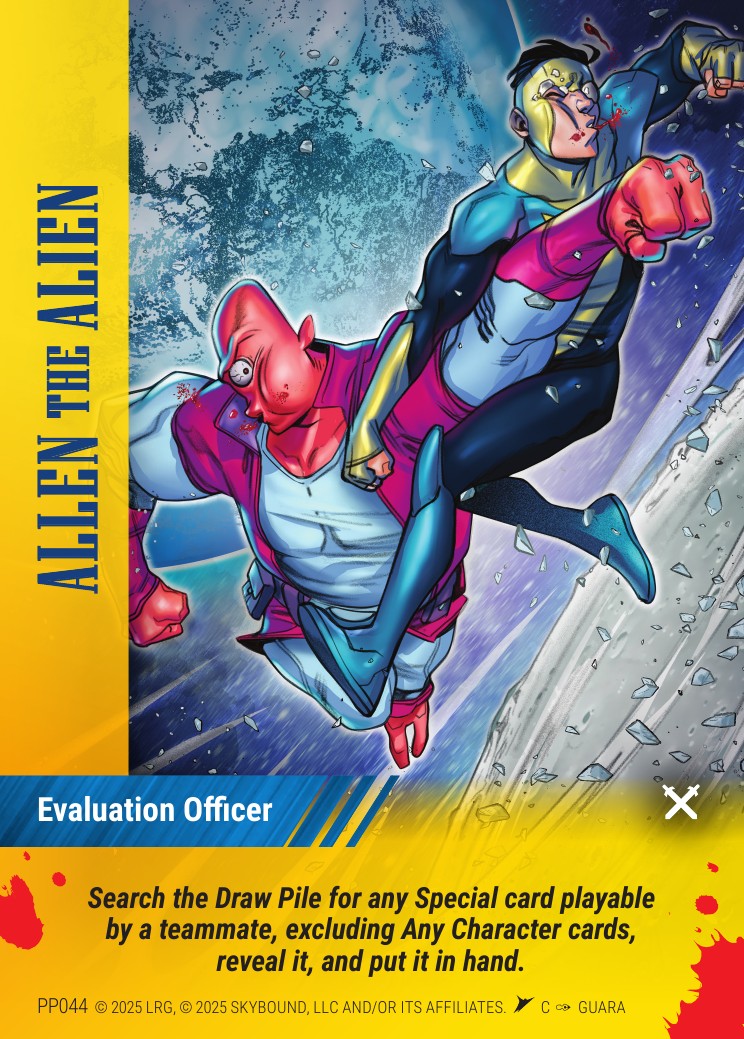 ALLEN THE ALIEN
Evaluation Officer
Search the Draw Pile for any Special card playable
by a teammate, excluding Any Character cards,
reveal it, and put it in hand.
PP044 © 2025 LRG, © 2025 SKYBOUND, LLC AND/OR ITS AFFILIATES. C GUARA